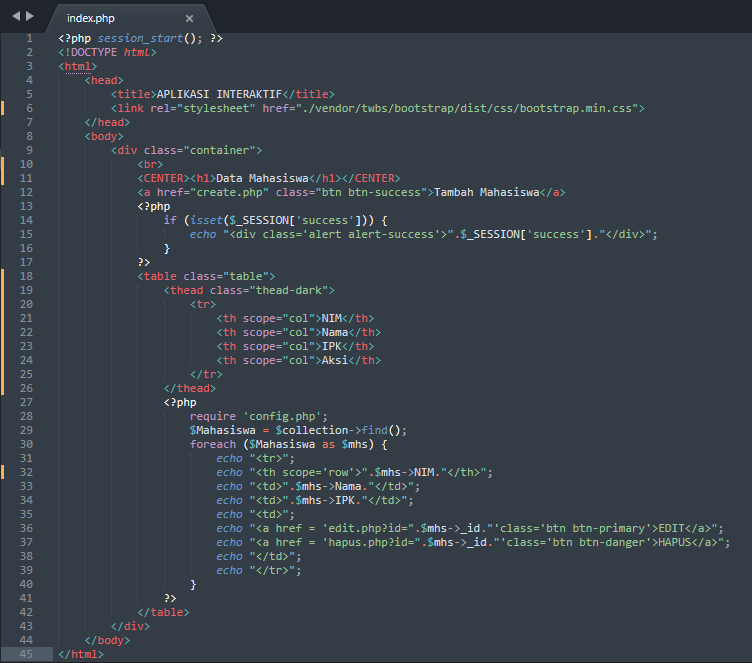 index.php
1 <?php session_start(); ?>
2 <!DOCTYPE html>
3 <html>
4     <head>
5         <title>APLIKASI INTERAKTIF</title>
6         <link rel="stylesheet" href="./vendor/twbs/bootstrap/dist/css/bootstrap.min.css">
7     </head>
8     <body>
9         <div class="container">
10             <br>
11             <CENTER><h1>Data Mahasiswa</h1></CENTER>
12             <a href="create.php" class="btn btn-success">Tambah Mahasiswa</a>
13             <?php
14                 if (isset($_SESSION['success'])) {
15                     echo "<div class='alert alert-success'>".$_SESSION['success']."</div>";
16                 }
17             ?>
18             <table class="table">
19                 <thead class="thead-dark">
20                     <tr>
21                         <th scope="col">NIM</th>
22                         <th scope="col">Nama</th>
23                         <th scope="col">IPK</th>
24                         <th scope="col">Aksi</th>
25                     </tr>
26                 </thead>
27                 <?php
28                     require 'config.php';
29                     $Mahasiswa = $collection->find();
30                     foreach ($Mahasiswa as $mhs) {
31                         echo "<tr>";
32                         echo "<th scope='row'>".$mhs->NIM."</th>";
33                         echo "<td>".$mhs->Nama."</td>";
34                         echo "<td>".$mhs->IPK."</td>";
35                         echo "<td>";
36                         echo "<a href = 'edit.php?id=".$mhs->_id."'class='btn btn-primary'>EDIT</a>";
37                         echo "<a href = 'hapus.php?id=".$mhs->_id."'class='btn btn-danger'>HAPUS</a>";
38                         echo "</td>";
39                         echo "</tr>";
40                     }
41                 ?>
42             </table>
43         </div>
44     </body>
45 </html>